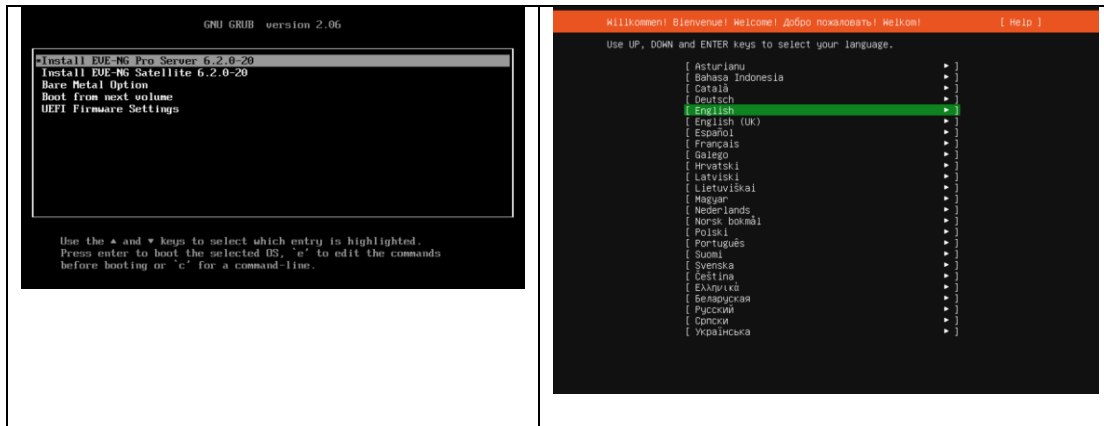 GNU GRUB version 2.06
*Install EVE-NG Pro Server 6.2.0-20
Install EVE-NG Satellite 6.2.0-20
Bare Metal Option
Boot from next volume
UEFI Firmware Settings
Use the ▲ and ▼ keys to select which entry is highlighted.
Press enter to boot the selected OS, `e' to edit the commands
before booting or `c' for a command-line.
Willkommen! Bienvenue! Welcome! Добро пожаловать! Welkom! [ Help ]
Use UP, DOWN and ENTER keys to select your language.
[ Asturianu ► ]
[ Bahasa Indonesia ► ]
[ Català ► ]
[ Deutsch ► ]
[ English ► ]
[ English (UK) ► ]
[ Español ► ]
[ Français ► ]
[ Galego ► ]
[ Hrvatski ► ]
[ Latviski ► ]
[ Lietuviškai ► ]
[ Magyar ► ]
[ Nederlands ► ]
[ Norsk bokmål ► ]
[ Polski ► ]
[ Português ► ]
[ Suomi ► ]
[ Svenska ► ]
[ Čeština ► ]
[ Ελληνικά ► ]
[ Беларуская ► ]
[ Русский ► ]
[ Српски ► ]
[ Українська ► ]